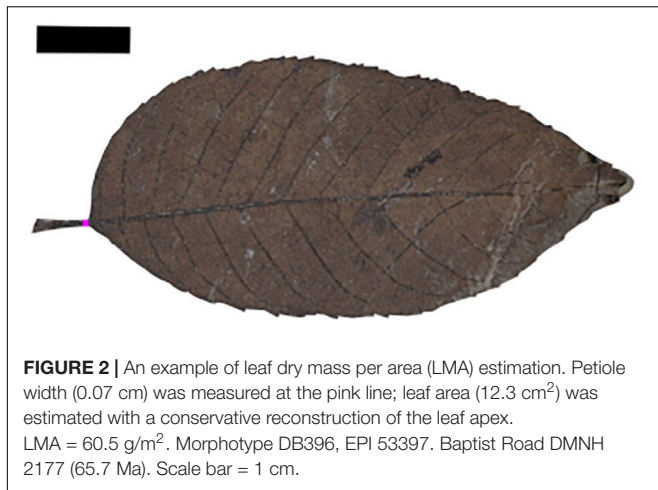 FIGURE 2 | An example of leaf dry mass per area (LMA) estimation. Petiole
width (0.07 cm) was measured at the pink line; leaf area (12.3 cm²) was
estimated with a conservative reconstruction of the leaf apex.
LMA = 60.5 g/m². Morphotype DB396, EPI 53397. Baptist Road DMNH
2177 (65.7 Ma). Scale bar = 1 cm.